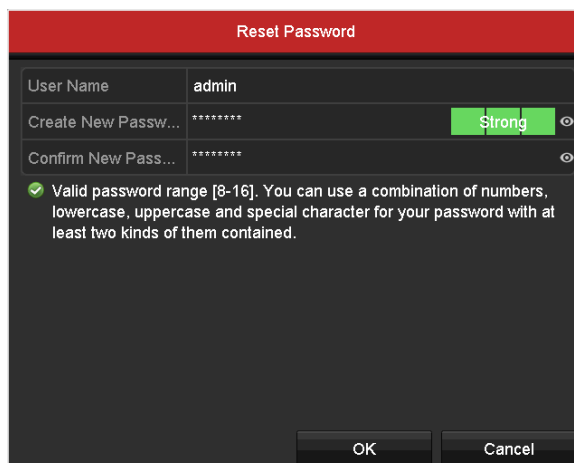 Reset Password
User Name admin
Create New Passw... ******** Strong
Confirm New Pass... ********
Valid password range [8-16]. You can use a combination of numbers,
lowercase, uppercase and special character for your password with at
least two kinds of them contained.
OK Cancel